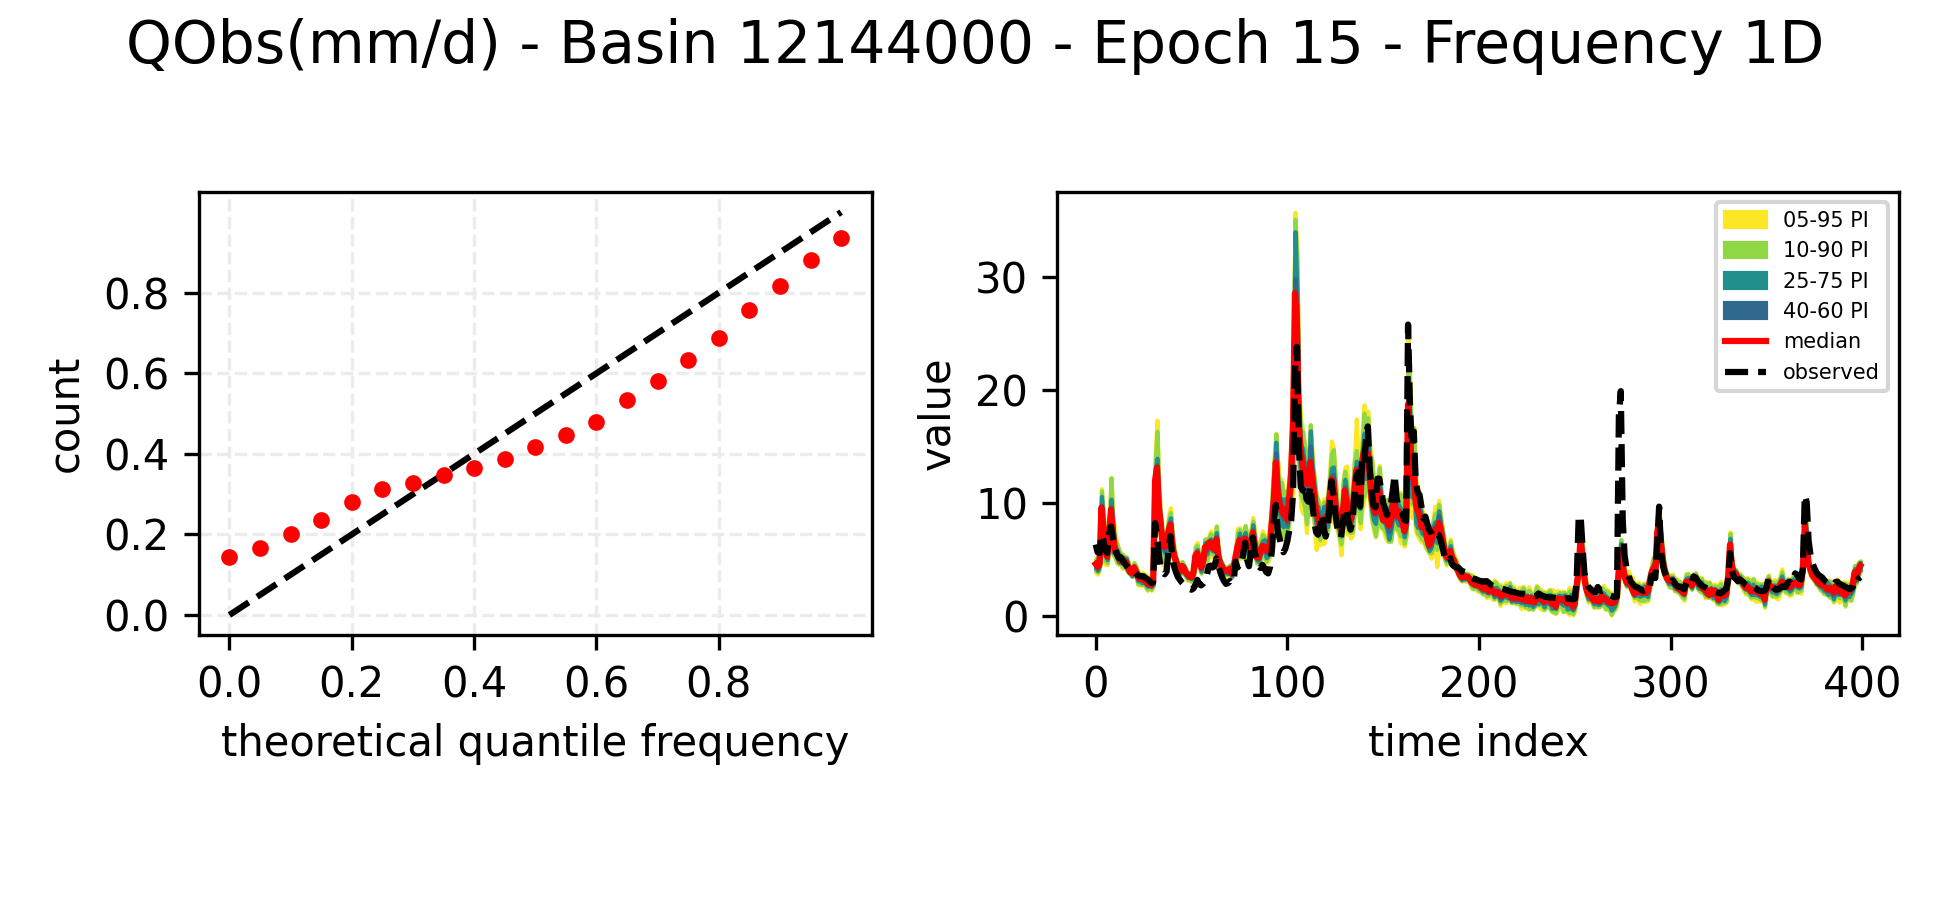 QObs(mm/d) - Basin 12144000 - Epoch 15 - Frequency 1D
count
0.8
0.6
0.4
0.2
0.0
0.0 0.2 0.4 0.6 0.8
theoretical quantile frequency
value
30
20
10
0
0 100 200 300 400
time index
05-95 PI
10-90 PI
25-75 PI
40-60 PI
median
observed